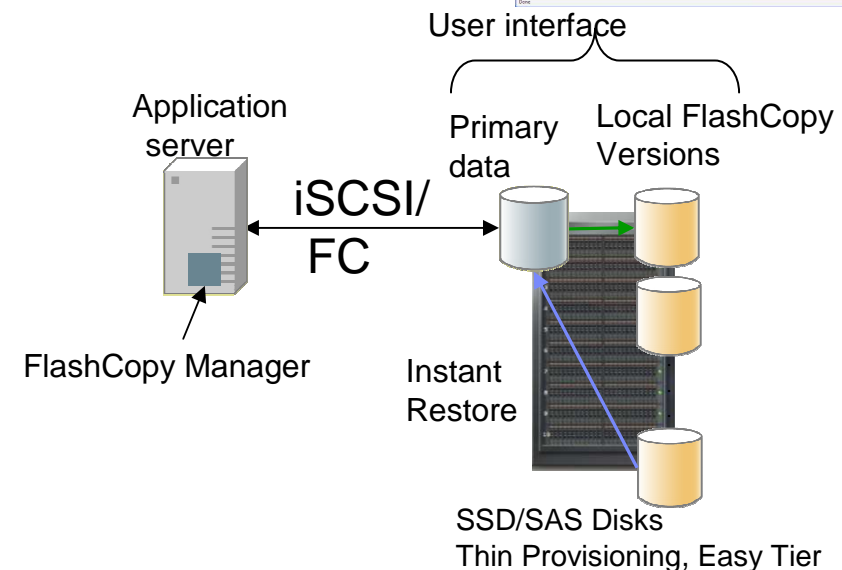 Done
User interface
Application
server
Primary
data
Local FlashCopy
Versions
iSCSI/
FC
FlashCopy Manager
Instant
Restore
SSD/SAS Disks
Thin Provisioning, Easy Tier